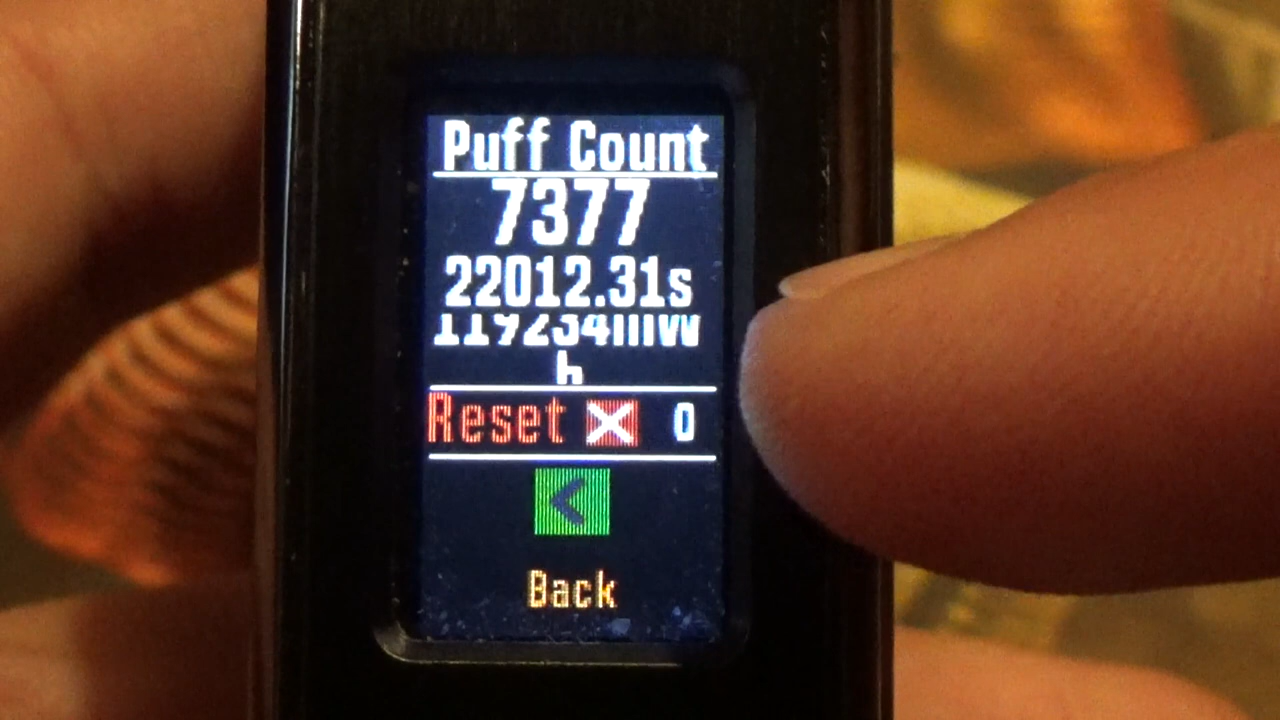 Puff Count
7377
22012.31s
h
Reset X 0
<
Back